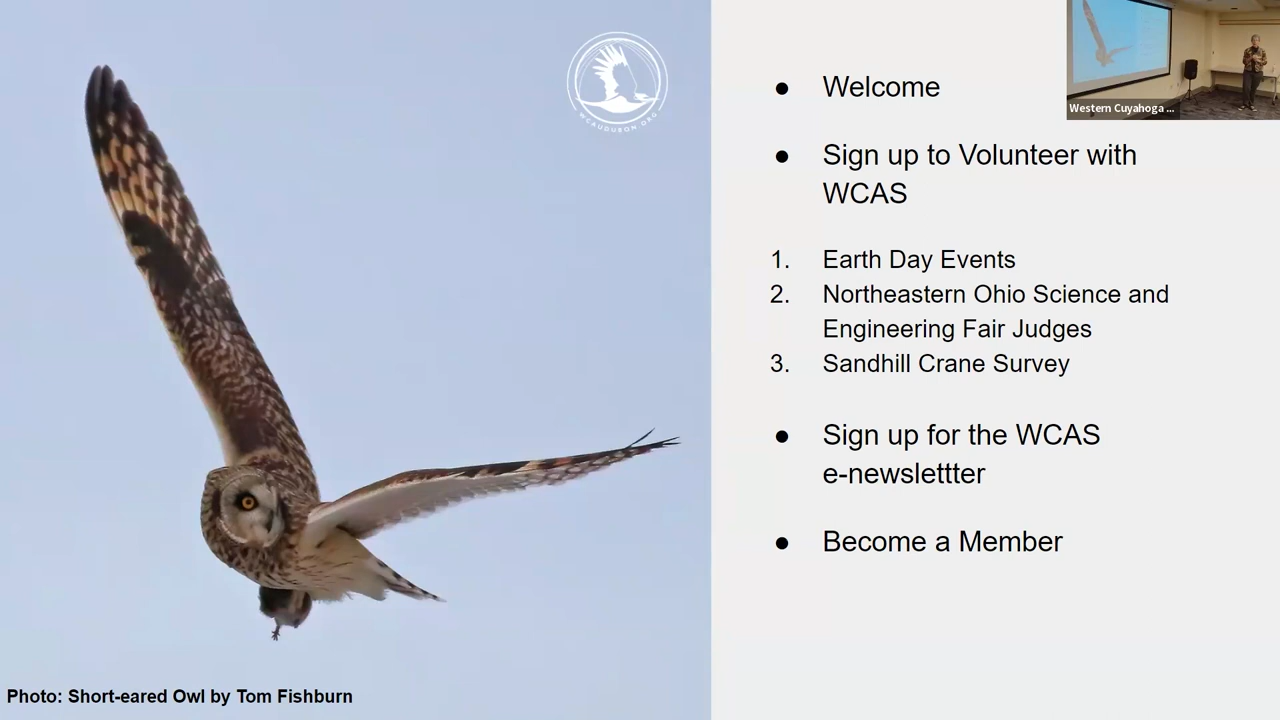 WCAUDUBON.ORG
Western Cuyahoga ...
● Welcome
● Sign up to Volunteer with
WCAS
1. Earth Day Events
2. Northeastern Ohio Science and
Engineering Fair Judges
3. Sandhill Crane Survey
● Sign up for the WCAS
e-newslettter
● Become a Member
Photo: Short-eared Owl by Tom Fishburn